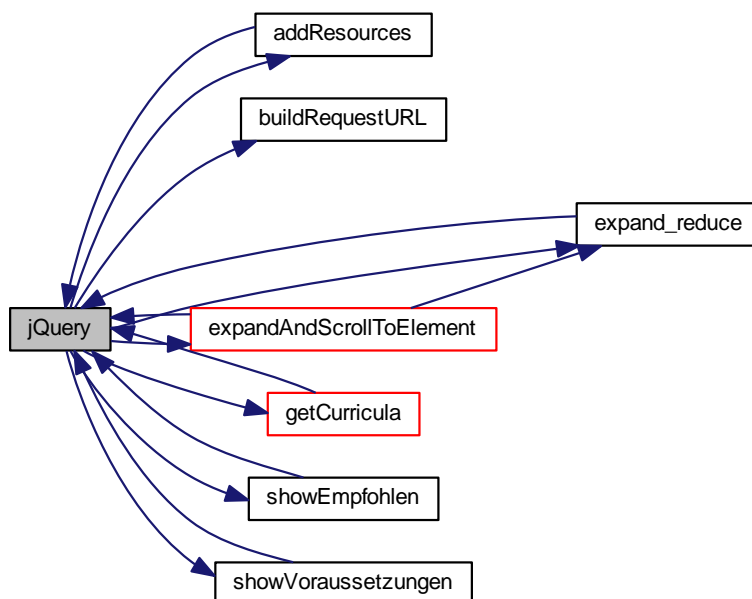 addResources
buildRequestURL
expand_reduce
jQuery
expandAndScrollToElement
getCurricula
showEmpfohlen
showVoraussetzungen